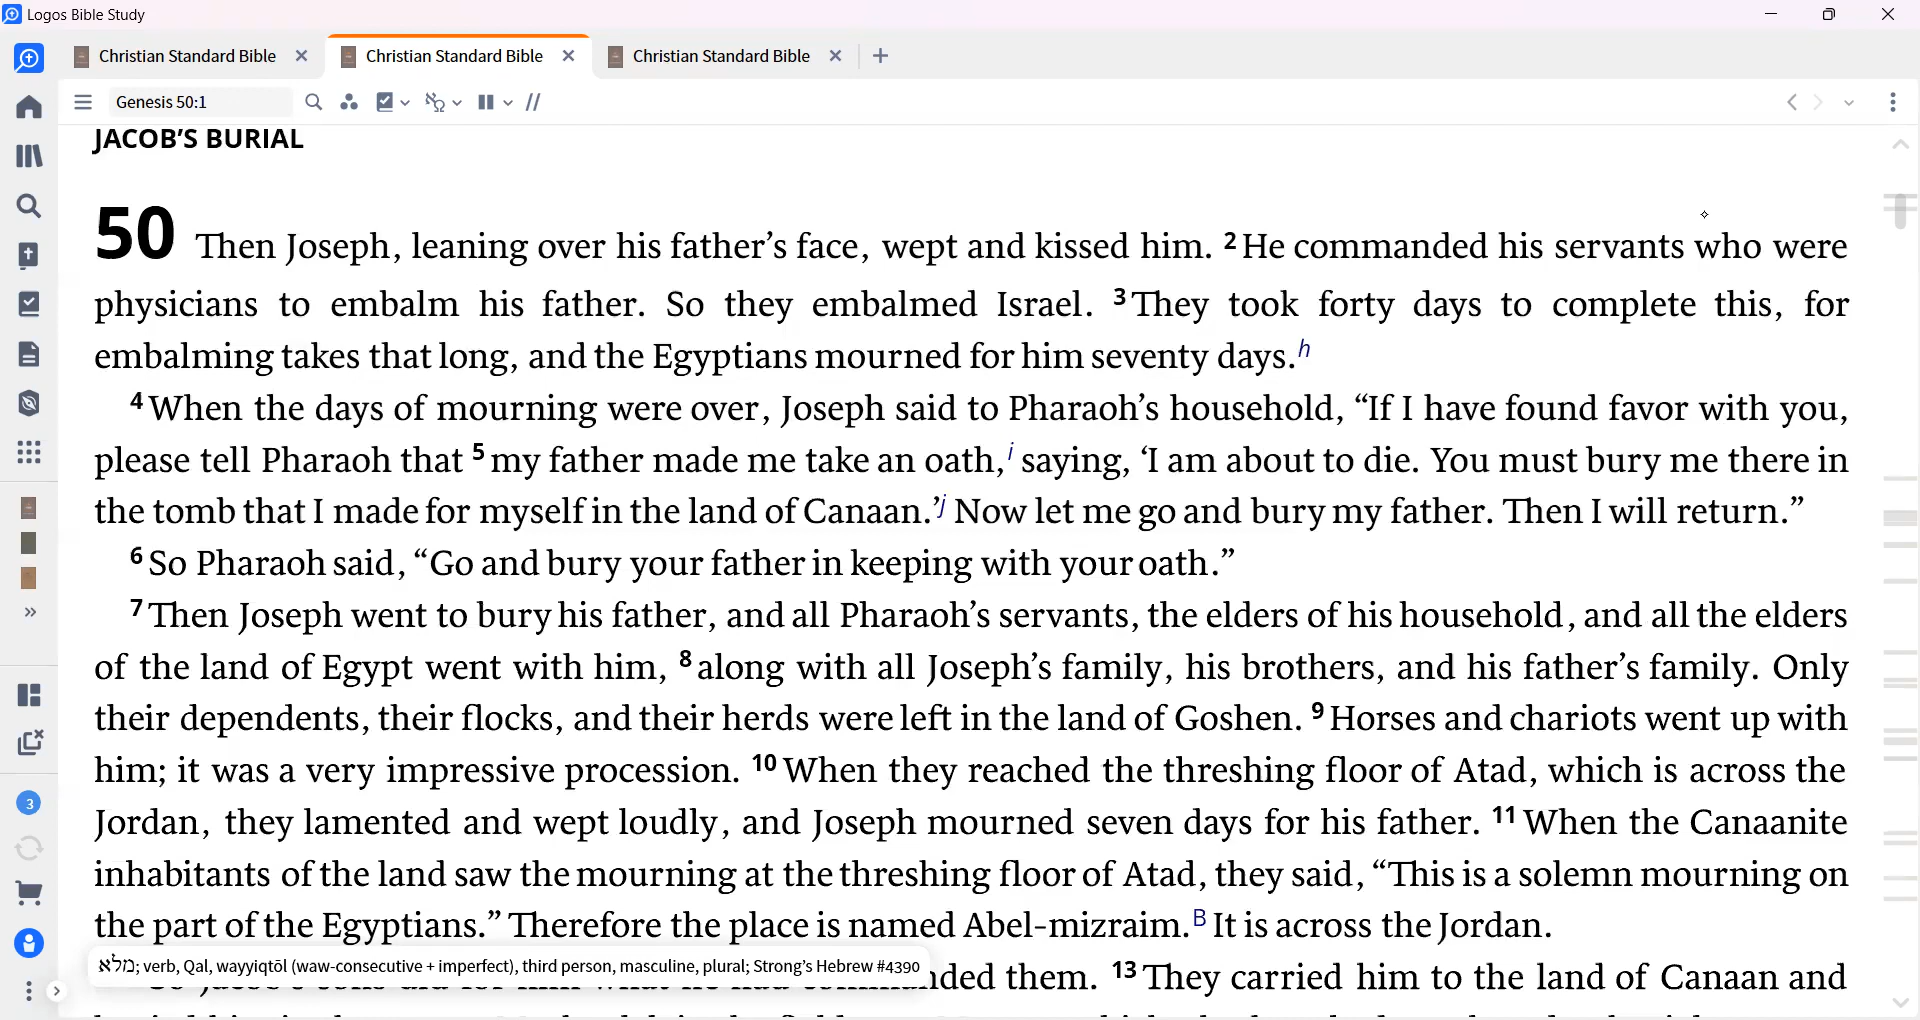 Logos Bible Study
Christian Standard Bible
Christian Standard Bible
Christian Standard Bible
Genesis 50:1
JACOB’S BURIAL
50 Then Joseph, leaning over his father’s face, wept and kissed him. 2 He commanded his servants who were
physicians to embalm his father. So they embalmed Israel. 3 They took forty days to complete this, for
embalming takes that long, and the Egyptians mourned for him seventy days. h
4 When the days of mourning were over, Joseph said to Pharaoh’s household, “If I have found favor with you,
please tell Pharaoh that 5 my father made me take an oath, i saying, ‘I am about to die. You must bury me there in
the tomb that I made for myself in the land of Canaan.’ j Now let me go and bury my father. Then I will return.”
6 So Pharaoh said, “Go and bury your father in keeping with your oath.”
7 Then Joseph went to bury his father, and all Pharaoh’s servants, the elders of his household, and all the elders
of the land of Egypt went with him, 8 along with all Joseph’s family, his brothers, and his father’s family. Only
their dependents, their flocks, and their herds were left in the land of Goshen. 9 Horses and chariots went up with
him; it was a very impressive procession. 10 When they reached the threshing floor of Atad, which is across the
Jordan, they lamented and wept loudly, and Joseph mourned seven days for his father. 11 When the Canaanite
inhabitants of the land saw the mourning at the threshing floor of Atad, they said, “This is a solemn mourning on
the part of the Egyptians.” Therefore the place is named Abel-mizraim. B It is across the Jordan.
מלא; verb, Qal, wayyiqtōl (waw-consecutive + imperfect), third person, masculine, plural; Strong’s Hebrew #4390
them. 13 They carried him to the land of Canaan and
3